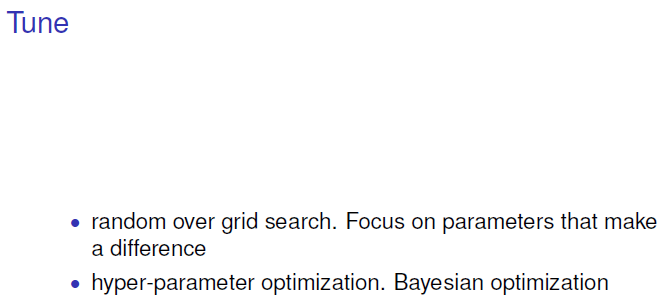 Tune
• random over grid search. Focus on parameters that make
a difference
• hyper-parameter optimization. Bayesian optimization